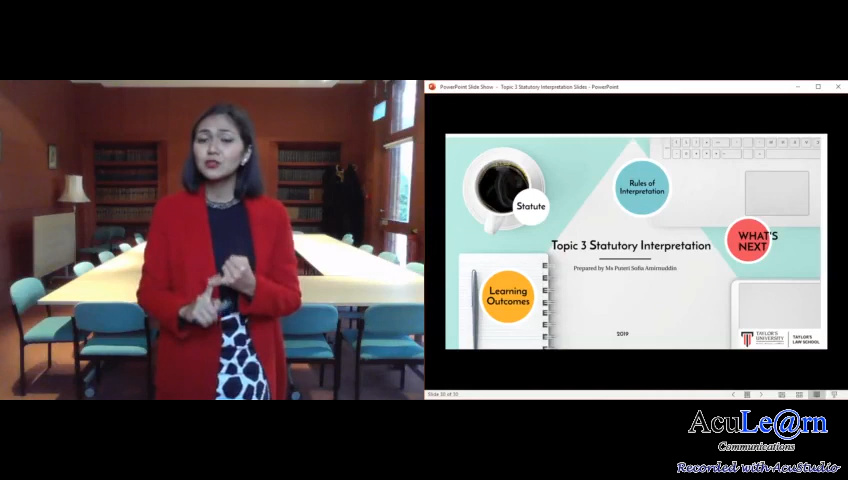 PowerPoint Slide Show - Topic 3 Statutory Interpretation Slides - PowerPoint
Statute
Rules of
Interpretation
WHAT'S
NEXT
Topic 3 Statutory Interpretation
Prepared by Ms Puteri Sofia Amirnuddin
Learning
Outcomes
2019
TAYLOR'S
UNIVERSITY
TAYLOR'S
LAW SCHOOL
Slide 30 of 30
AcuLe@rn
Communications
Recorded with AcuStudio